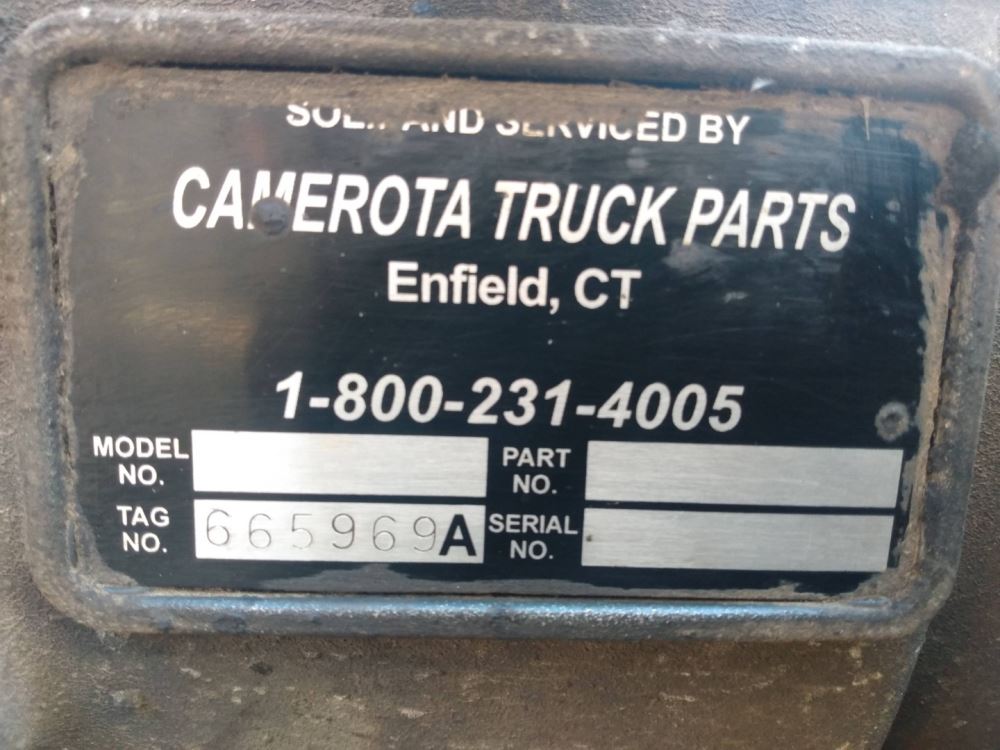 SOLD AND SERVICED BY
CAMEROTA TRUCK PARTS
Enfield, CT
1-800-231-4005
MODEL NO.
PART NO.
TAG NO. 665969A
SERIAL NO.